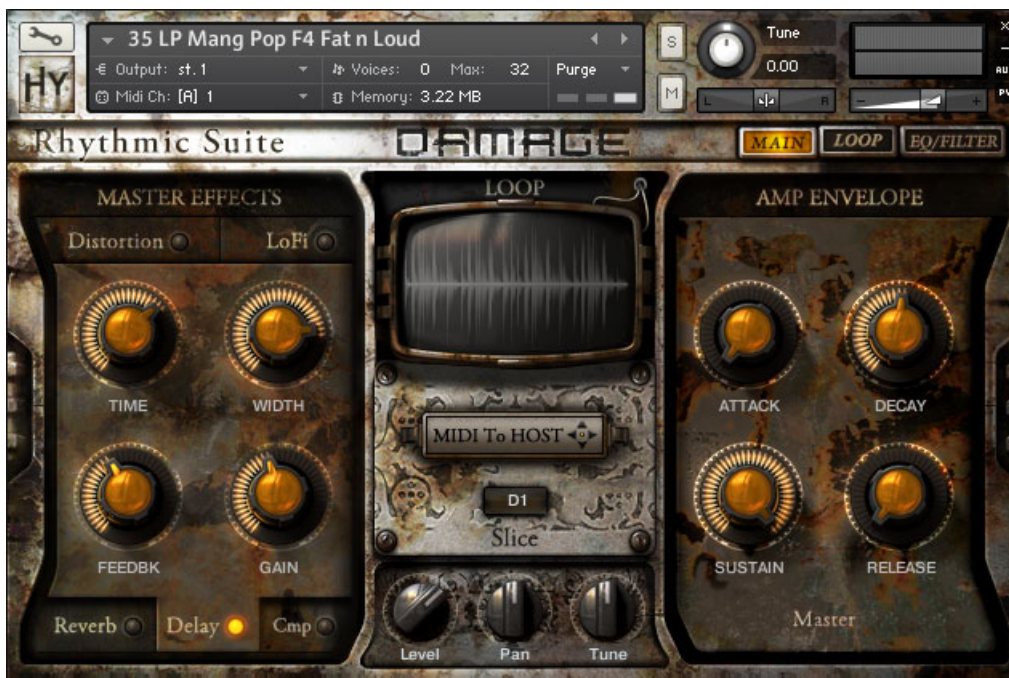 35 LP Mang Pop F4 Fat n Loud
Output: st.1
Voices: 0 Max: 32
Purge
Midi Ch: [A] 1
Memory: 3.22 MB
S
M
Tune
0.00
L
R
-
+
AU
PV
HY
Rhythmic Suite
DAMAGE
MAIN
LOOP
EQ/FILTER
MASTER EFFECTS
Distortion
LoFi
TIME
WIDTH
FEEDBK
GAIN
Reverb
Delay
Cmp
LOOP
MIDI To HOST
D1
Slice
Level
Pan
Tune
AMP ENVELOPE
ATTACK
DECAY
SUSTAIN
RELEASE
Master